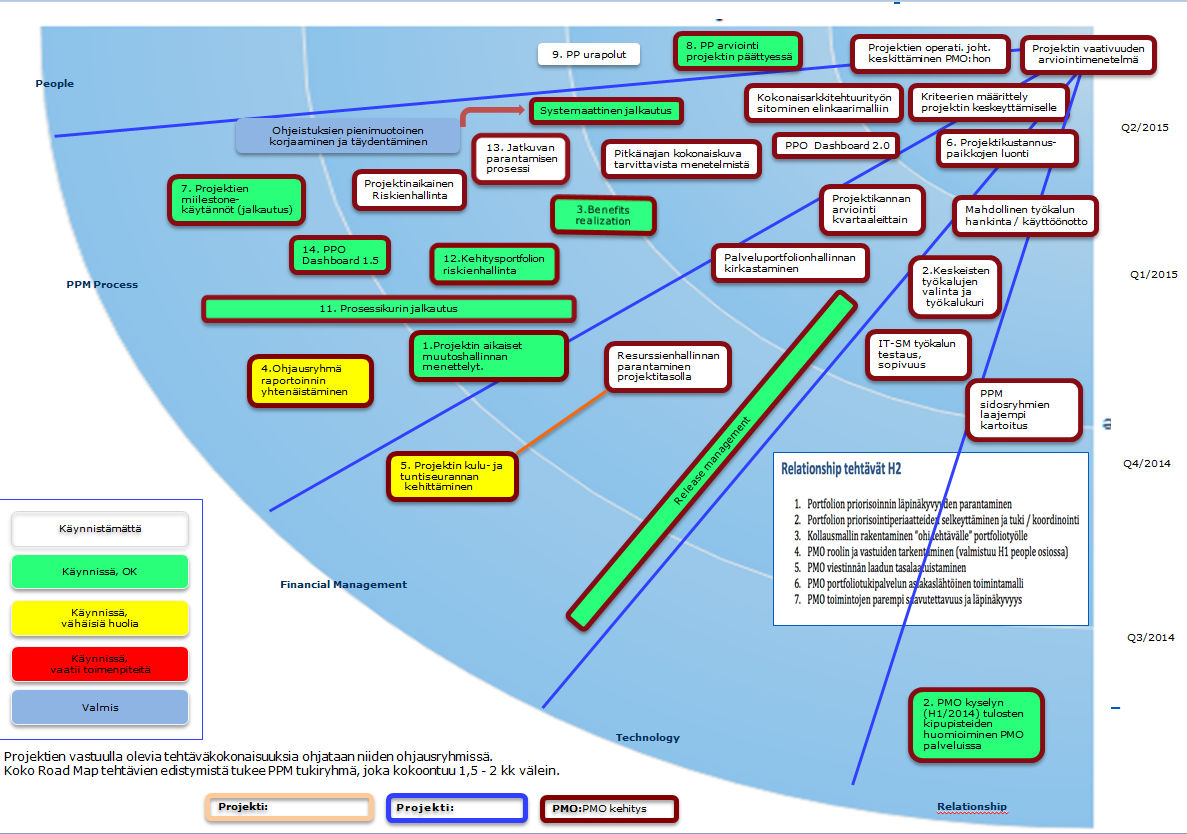 9. PP urapolut
8. PP arviointi
projektin päättyessä
Projektien operati. joht.
keskittäminen PMO:hon
Projektin vaativuuden
arviointimenetelmä
People
Kokonaisarkkitehtuurityön
sitominen elinkaarimalliin
Kriteerien määrittely
projektin keskeyttämiselle
Systemaattinen jalkautus
Q2/2015
Ohjeistuksien pienimuotoinen
korjaaminen ja täydentäminen
13. Jatkuvan
parantamisen
prosessi
Pitkänajan kokonaiskuva
tarvittavista menetelmistä
PPO Dashboard 2.0
6. Projektikustannus-
paikkojen luonti
7. Projektien
miilestone-
käytännöt (jalkautus)
Projektinaikainen
Riskienhallinta
3.Benefits
realization
Projektikannan
arviointi
kvartaaleittain
Mahdollinen työkalun
hankinta / käyttöönotto
14. PPO
Dashboard 1.5
12.Kehitysportfolion
riskienhallinta
Palveluportfolionhallinnan
kirkastaminen
2.Keskeisten
työkalujen
valinta ja
työkalukuri
Q1/2015
PPM Process
11. Prosessikurin jalkautus
1.Projektin aikaiset
muutoshallinnan
menettelyt.
Resurssienhallinnan
parantaminen
projektitasolla
IT-SM työkalun
testaus,
sopivuus
4.Ohjausryhmä
raportoinnin
yhtenäistäminen
PPM
sidosryhmien
laajempi
kartoitus
a
5. Projektin kulu- ja
tuntiseurannan
kehittäminen
Release management
Q4/2014
Relationship tehtävät H2
1. Portfolion priorisoinnin läpinäkyvyyden parantaminen
2. Portfolion priorisointiperiaatteiden selkeyttäminen ja tuki / koordinointi
3. Kollausmallin rakentaminen "ohi tehtävälle" portfoliotyölle
4. PMO roolin ja vastuiden tarkentaminen (valmistuu H1 people osiossa)
5. PMO viestinnän laadun tasalaatuistaminen
6. PMO portfoliotukipalvelun asiakaslähtöinen toimintamalli
7. PMO toimintojen parempi saavutettavuus ja läpinäkyvyys
Käynnistämättä
Käynnissä, OK
Käynnissä,
vähäisiä huolia
Käynnissä,
vaatii toimenpiteitä
Valmis
Financial Management
Q3/2014
2. PMO kyselyn
(H1/2014) tulosten
kipupisteiden
huomioiminen PMO
palveluissa
Technology
Projektien vastuulla olevia tehtäväkokonaisuuksia ohjataan niiden ohjausryhmissä.
Koko Road Map tehtävien edistymistä tukee PPM tukiryhmä, joka kokoontuu 1,5 - 2 kk välein.
Projekti:
Projekti:
PMO:PMO kehitys
Relationship